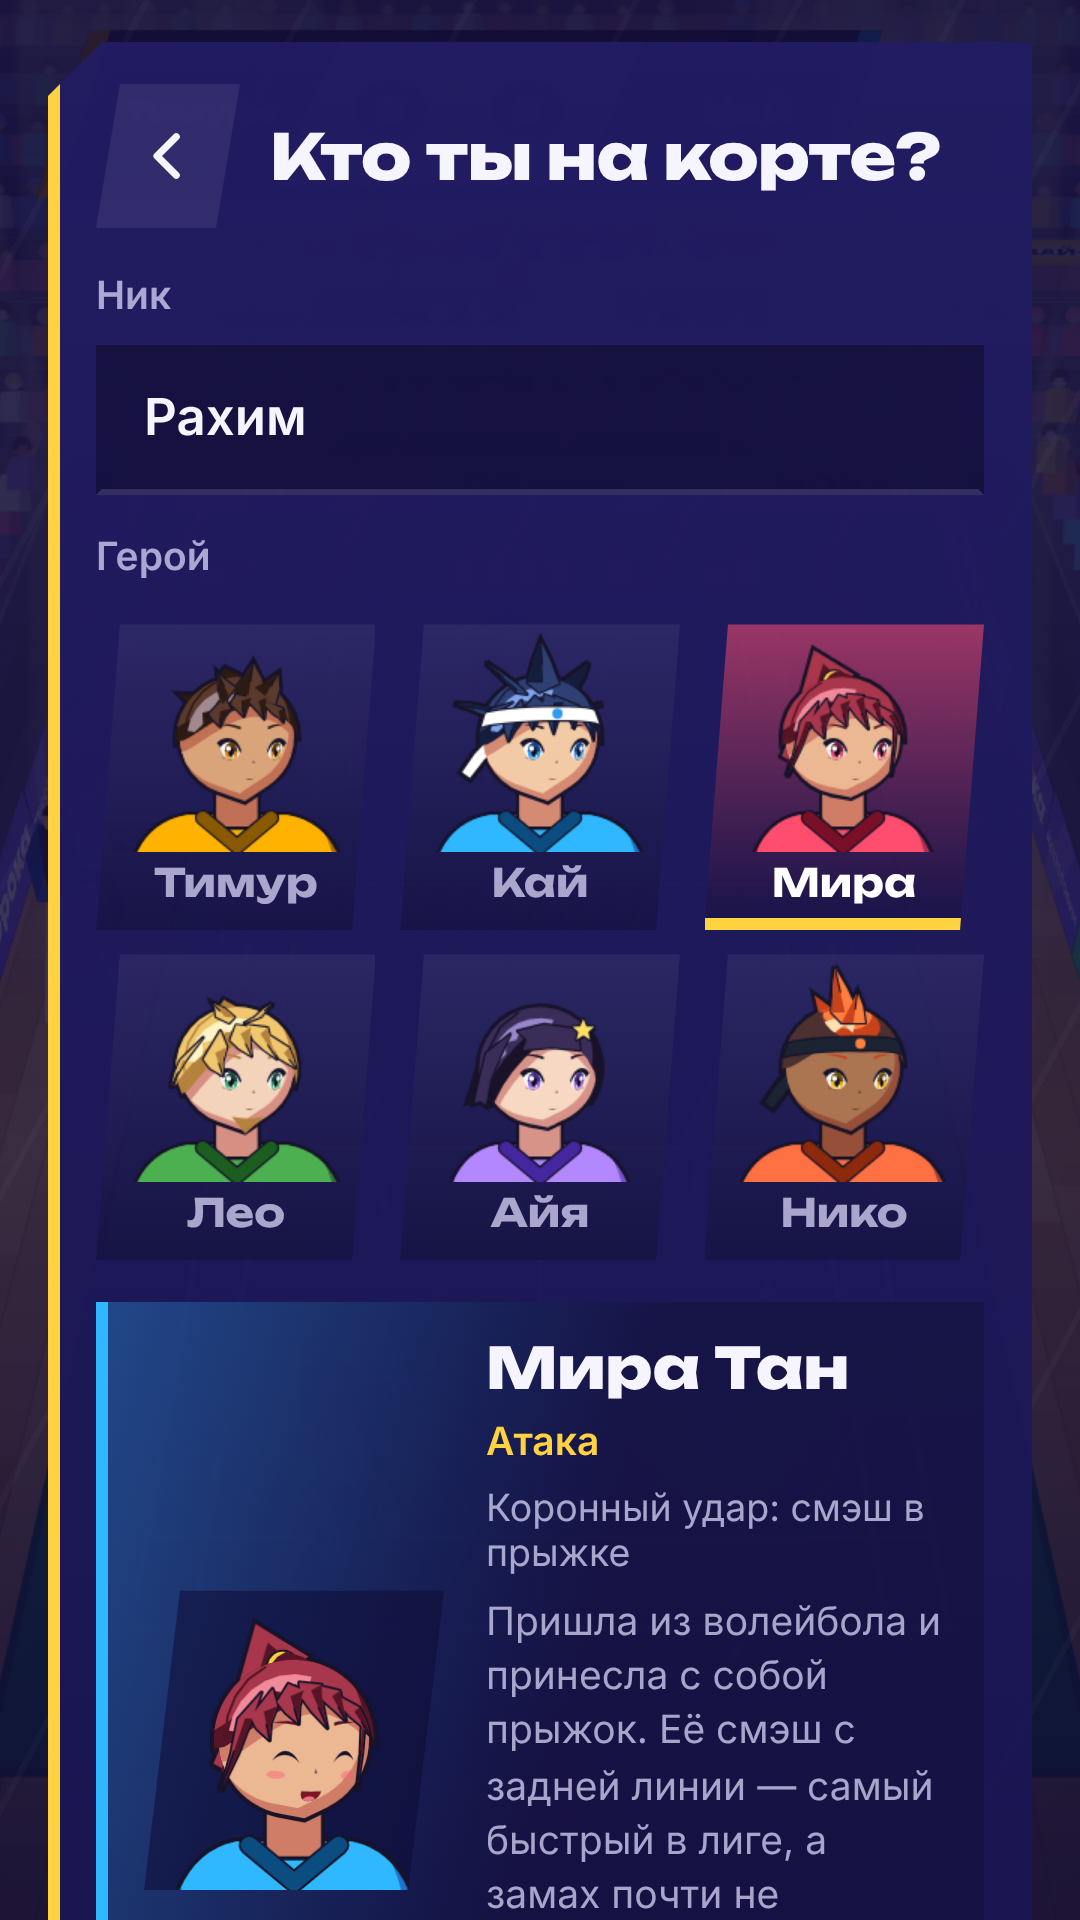 Кто ты на корте?
Ник
Рахим
Герой
Тимур
Кай
Мира
Лео
Айя
Нико
Мира Тан
Атака
Коронный удар: смэш в
прыжке
Пришла из волейбола и
принесла с собой
прыжок. Её смэш с
задней линии — самый
быстрый в лиге, а
замах почти не